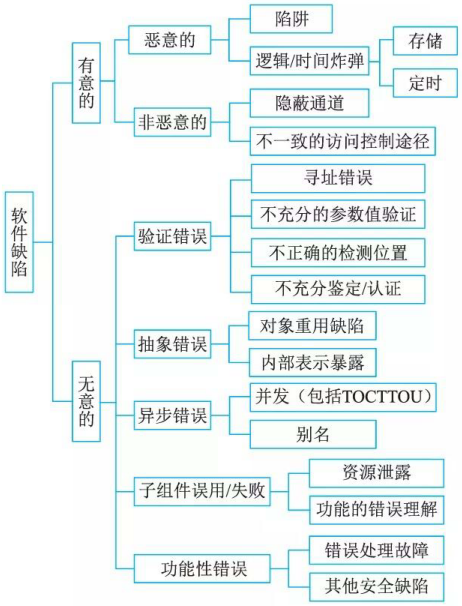 软件缺陷
有意的
恶意的
陷阱
逻辑/时间炸弹
存储
定时
非恶意的
隐蔽通道
不一致的访问控制途径
无意的
验证错误
寻址错误
不充分的参数值验证
不正确的检测位置
不充分鉴定/认证
抽象错误
对象重用缺陷
内部表示暴露
异步错误
并发（包括TOCTTOU）
别名
子组件误用/失败
资源泄露
功能的错误理解
功能性错误
错误处理故障
其他安全缺陷